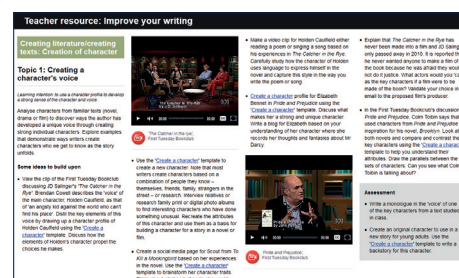 Teacher resource: Improve your writing
Creating literature/creating
texts: Creation of character
Topic 1: Creating a
character's voice
Learning intention: to use a character profile to develop
a strong sense of the character and voice
Analyse characters from familiar texts (novel,
drama or film) to discover ways the author has
developed a unique voice through creating
strong individual characters. Explore examples
that demonstrate ways writers create
characters who we get to know as the story
unfolds.
Some ideas to build upon
• View the clip of the First Tuesday Bookclub
discussing JD Salinger's 'The Catcher in the
Rye'. Brendan Cowell describes the 'voice' of
the main character, Holden Caulfield, as that
of 'an angsty kid against the world who can't
find his place'. Distil the key elements of this
voice by drawing up a character profile of
Holden Caulfield using the 'Create a
character' template. Discuss how the
elements of Holden's character propel the
choices he makes.
The Catcher in the Rye;
First Tuesday Bookclub
• Use the 'Create a character' template to
create a new character. Note that most
writers create characters based on a
combination of people they know –
themselves, friends, family, strangers in the
street – or research. Interview relatives or
research family print or digital photo albums
to find interesting characters who have done
something unusual. Recreate the attributes
of this character and use them as a basis for
building a character for a story in a novel or
film.
• Create a social media page for Scout from To
Kill a Mockingbird based on her experiences
in the novel. Use the 'Create a character'
template to brainstorm her character traits.
• Make a video clip for Holden Caulfield either
reading a poem or singing a song based on
his experiences in The Catcher in the Rye.
Carefully study how the character of Holden
uses language to express himself in the
novel and capture this style in the way you
write the poem or song.
• Create a character profile for Elizabeth
Bennet in Pride and Prejudice using the
'Create a character' template. Discuss what
makes her a strong and unique character.
Write a blog for Elizabeth based on your
understanding of her character where she
records her thoughts and fantasies about Mr
Darcy.
Pride and Prejudice;
First Tuesday Bookclub
• Explain that The Catcher in the Rye has
never been made into a film and JD Salinger
only passed away in 2010. It is reported that
he never wanted anyone to make a film of
the book because he was afraid they would
not do it justice. What actors would you
as the key characters if a film were to be
made of the book? Validate your choice in
email to the proposed film's producer.
• In the First Tuesday Bookclub's discussion
Pride and Prejudice, Colm Toibin says that
used characters from Pride and Prejudice
inspiration for his novel, Brooklyn. Look at
both novels and compare and contrast the
key characters using the 'Create a
template to help you understand their
attributes. Draw the parallels between the
sets of characters. Can you see what Colm
Toibin is talking about?
Assessment
• Write a monologue in the 'voice' of one
of the key characters from a text studied
in class.
• Create an original character to use in a
new story for young adults. Use the
'Create a character' template to write a
backstory for this character.